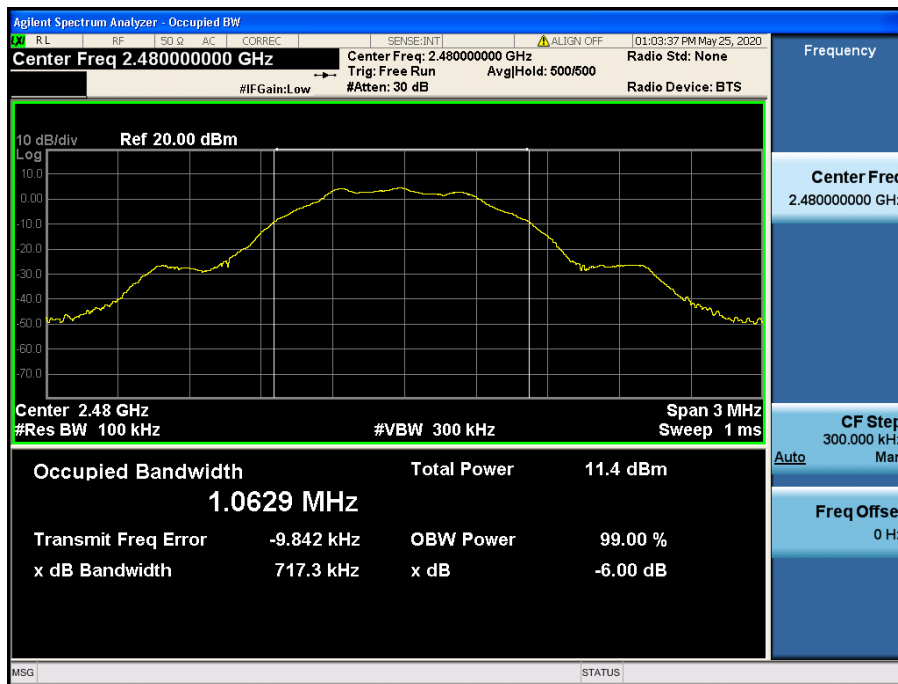 Agilent Spectrum Analyzer - Occupied BW
LXI RL RF 50 Ω AC CORREC SENSE:INT ALIGN OFF 01:03:37 PM May 25, 2020
Center Freq 2.480000000 GHz
Center Freq: 2.480000000 GHz
Radio Std: None
Trig: Free Run Avg|Hold: 500/500
#IFGain:Low
#Atten: 30 dB
Radio Device: BTS
10 dB/div Ref 20.00 dBm
Log
10.0
0.00
-10.0
-20.0
-30.0
-40.0
-50.0
-60.0
-70.0
Center 2.48 GHz Span 3 MHz
#Res BW 100 kHz #VBW 300 kHz Sweep 1 ms
Occupied Bandwidth Total Power 11.4 dBm
1.0629 MHz
Transmit Freq Error -9.842 kHz OBW Power 99.00 %
x dB Bandwidth 717.3 kHz x dB -6.00 dB
MSG STATUS
Frequency
Center Freq
2.480000000 GHz
CF Step
300.000 kHz
Auto Man
Freq Offse
0 Hz